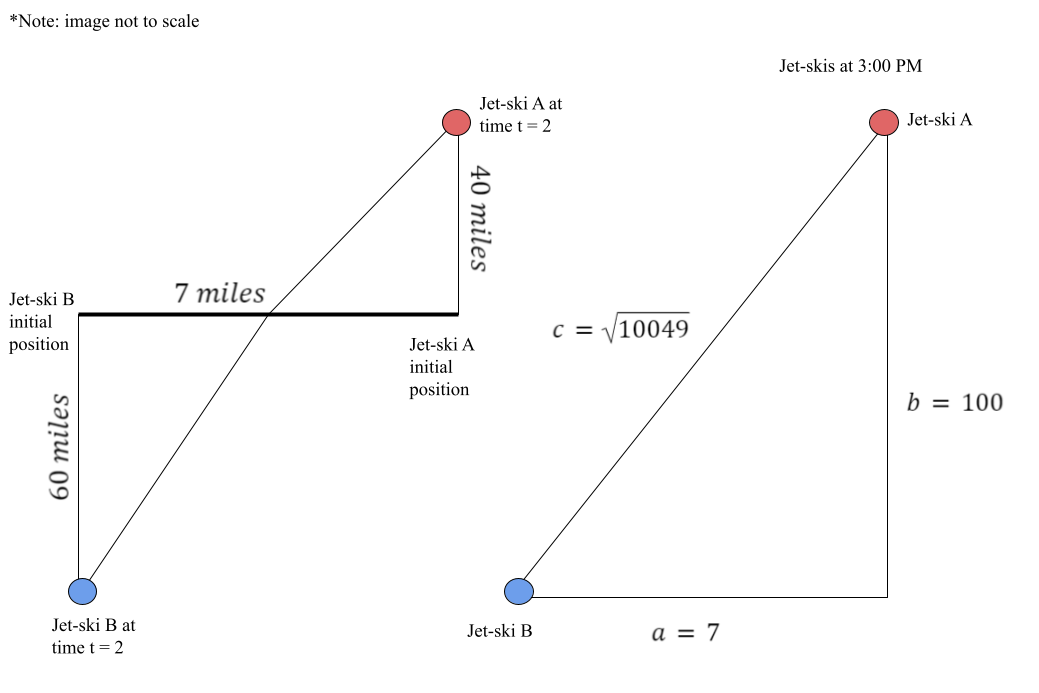 *Note: image not to scale
Jet-skis at 3:00 PM
Jet-ski A at
time t = 2
Jet-ski A
40 miles
7 miles
Jet-ski B
initial
position
Jet-ski A
initial
position
60 miles
Jet-ski B at
time t = 2
c = √10049
b = 100
Jet-ski B
a = 7